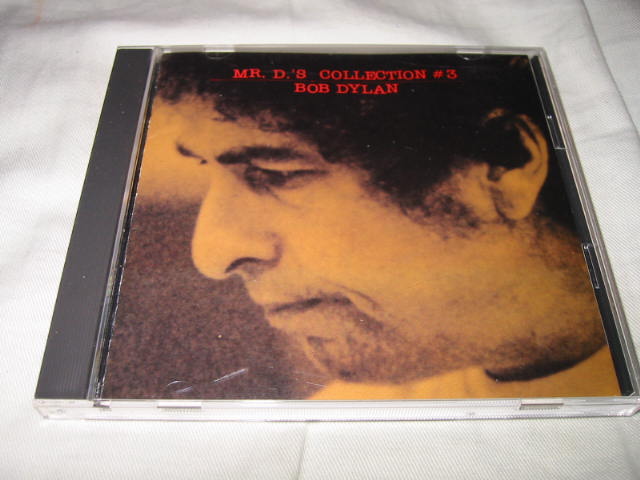 MR. D.'S COLLECTION #3
BOB DYLAN